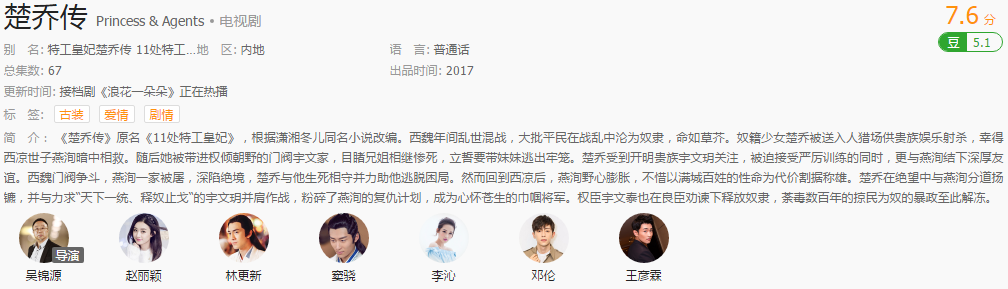 楚乔传 Princess & Agents • 电视剧 7.6 分
豆 5.1
别 名: 特工皇妃楚乔传 11处特工...地 区: 内地 语 言: 普通话
总集数: 67 出品时间: 2017
更新时间: 接档剧《浪花一朵朵》正在热播
标 签: 古装 爱情 剧情
简 介: 《楚乔传》原名《11处特工皇妃》，根据潇湘冬儿同名小说改编。西魏年间乱世混战，大批平民在战乱中沦为奴隶，命如草芥。奴籍少女楚乔被送入人猎场供贵族娱乐射杀，幸得
西凉世子燕洵暗中相救。随后她被带进权倾朝野的门阀宇文家，目睹兄姐相继惨死，立誓要带妹妹逃出牢笼。楚乔受到开明贵族宇文玥关注，被迫接受严厉训练的同时，更与燕洵结下深厚友
谊。西魏门阀争斗，燕洵一家被屠，深陷绝境，楚乔与他生死相守并力助他逃脱困局。然而回到西凉后，燕洵野心膨胀，不惜以满城百姓的性命为代价割据称雄。楚乔在绝望中与燕洵分道扬
镳，并与力求“天下一统、释奴止戈”的宇文玥并肩作战，粉碎了燕洵的复仇计划，成为心怀苍生的巾帼将军。权臣宇文泰也在良臣劝谏下释放奴隶，荼毒数百年的掠民为奴的暴政至此解冻。
导演
吴锦源 赵丽颖 林更新 窦骁 李沁 邓伦 王彦霖